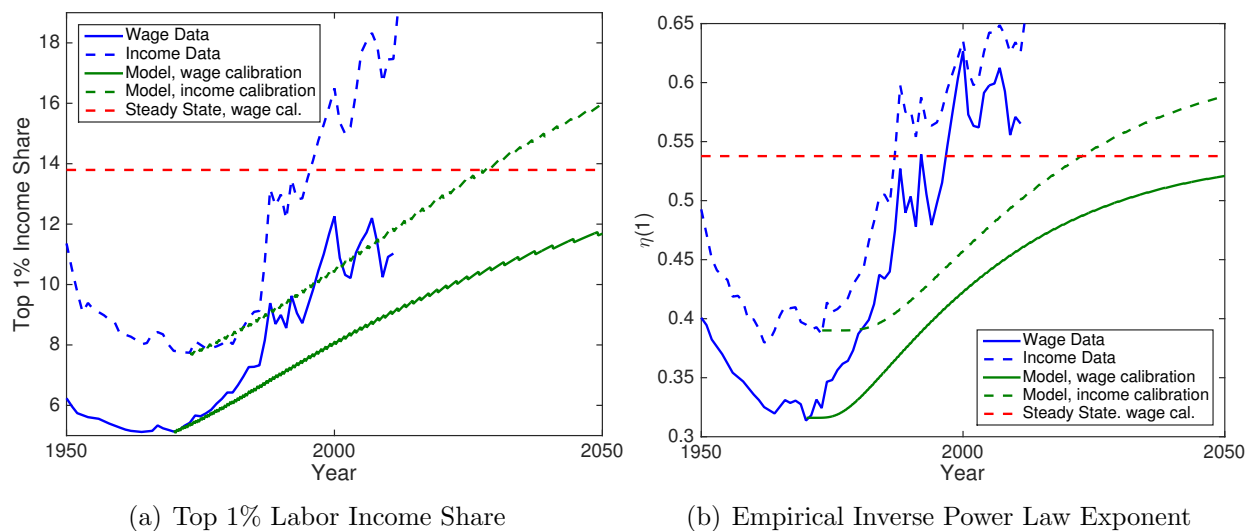 18
16
14
12
10
8
6
1950
2000
2050
Top 1% Income Share
Year
Wage Data
Income Data
Model, wage calibration
Model, income calibration
Steady State, wage cal.
(a) Top 1% Labor Income Share
0.65
0.6
0.55
0.5
0.45
0.4
0.35
0.3
1950
2000
2050
η(1)
Year
Wage Data
Income Data
Model, wage calibration
Model, income calibration
Steady State. wage cal.
(b) Empirical Inverse Power Law Exponent